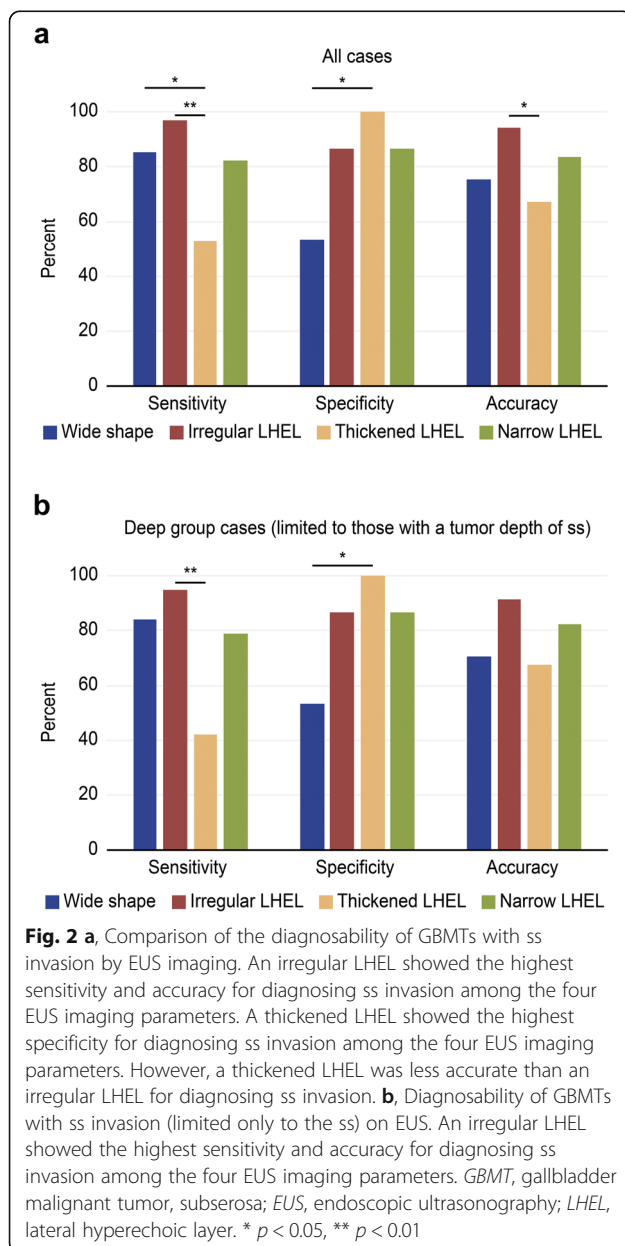 a
All cases
*
**
*
*
100
80
60
40
20
0
Percent
Sensitivity Specificity Accuracy
Wide shape Irregular LHEL Thickened LHEL Narrow LHEL
b
Deep group cases (limited to those with a tumor depth of ss)
**
*
100
80
60
40
20
0
Percent
Sensitivity Specificity Accuracy
Wide shape Irregular LHEL Thickened LHEL Narrow LHEL
Fig. 2 a, Comparison of the diagnosability of GBMTs with ss
invasion by EUS imaging. An irregular LHEL showed the highest
sensitivity and accuracy for diagnosing ss invasion among the four
EUS imaging parameters. A thickened LHEL showed the highest
specificity for diagnosing ss invasion among the four EUS imaging
parameters. However, a thickened LHEL was less accurate than an
irregular LHEL for diagnosing ss invasion. b, Diagnosability of GBMTs
with ss invasion (limited only to the ss) on EUS. An irregular LHEL
showed the highest sensitivity and accuracy for diagnosing ss
invasion among the four EUS imaging parameters. GBMT, gallbladder
malignant tumor, subserosa; EUS, endoscopic ultrasonography; LHEL,
lateral hyperechoic layer. * p < 0.05, ** p < 0.01